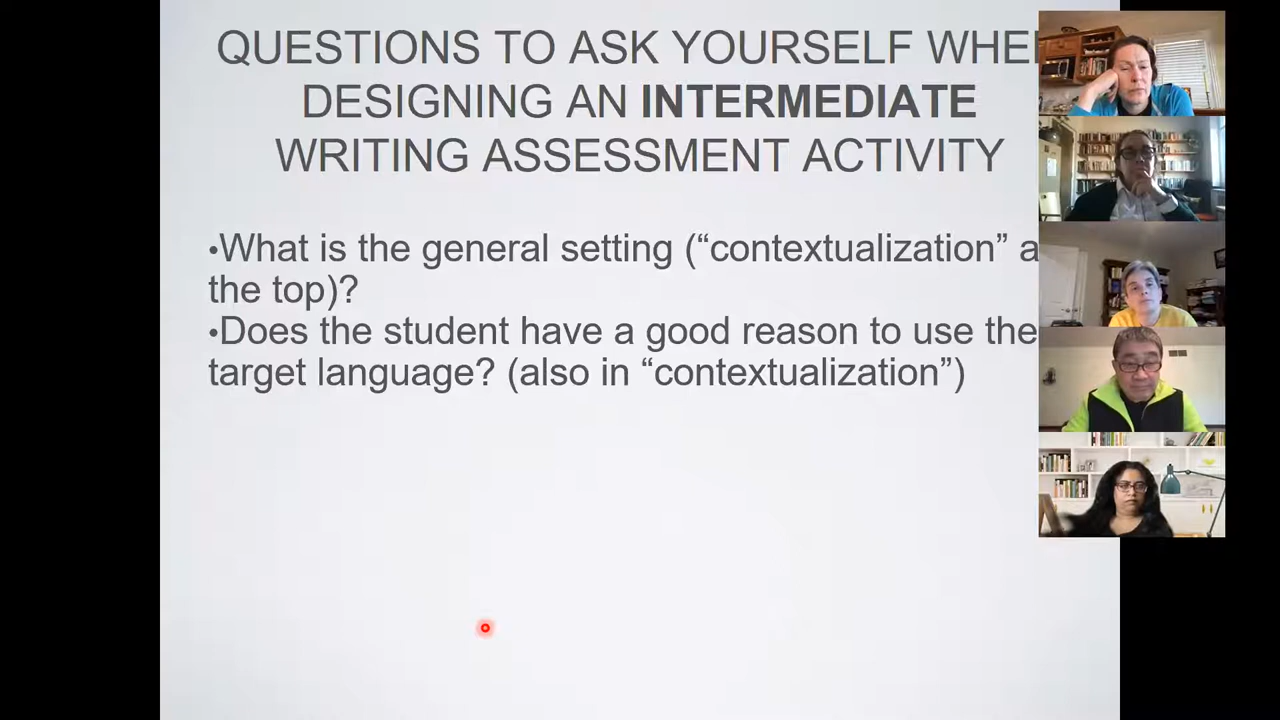 QUESTIONS TO ASK YOURSELF WHE
DESIGNING AN INTERMEDIATE
WRITING ASSESSMENT ACTIVITY
•What is the general setting (“contextualization” a
the top)?
•Does the student have a good reason to use the
target language? (also in “contextualization”)